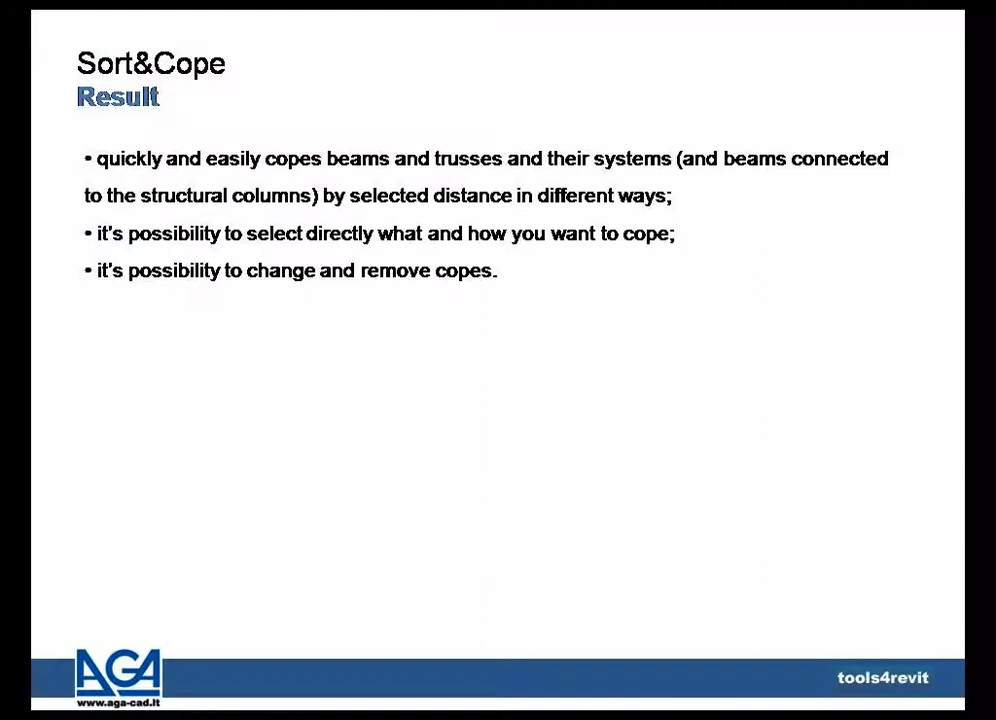 Sort&Cope
Result
• quickly and easily copes beams and trusses and their systems (and beams connected
to the structural columns) by selected distance in different ways;
• it's possibility to select directly what and how you want to cope;
• it's possibility to change and remove copes.
AGA
www.aga-cad.lt
tools4revit